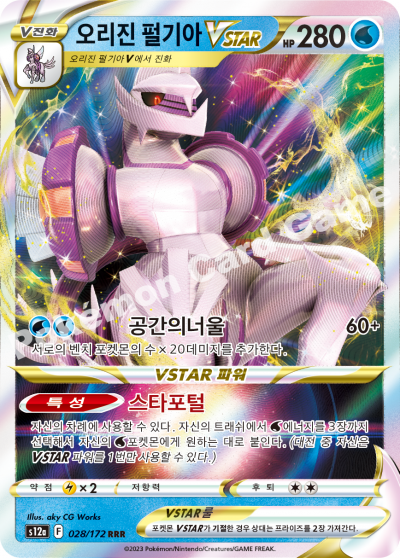 V진화
오리진 펄기아 VSTAR HP 280
오리진 펄기아V에서 진화
Pokémon Card Game
공간의너울 60+
서로의 벤치 포켓몬의 수×20데미지를 추가한다.
VSTAR 파워
특성 스타포털
자신의 차례에 사용할 수 있다. 자신의 트래쉬에서 에너지를 3장까지
선택해서 자신의 포켓몬에게 원하는 대로 붙인다. (대전 중 자신은
VSTAR 파워를 1번만 사용할 수 있다.)
약점 ×2 저항력 후퇴
Illus. aky CG Works
VSTAR룰
s12a F 028/172 RRR
포켓몬 VSTAR가 기절한 경우 상대는 프라이즈를 2장 가져간다.
©2023 Pokémon/Nintendo/Creatures/GAME FREAK.